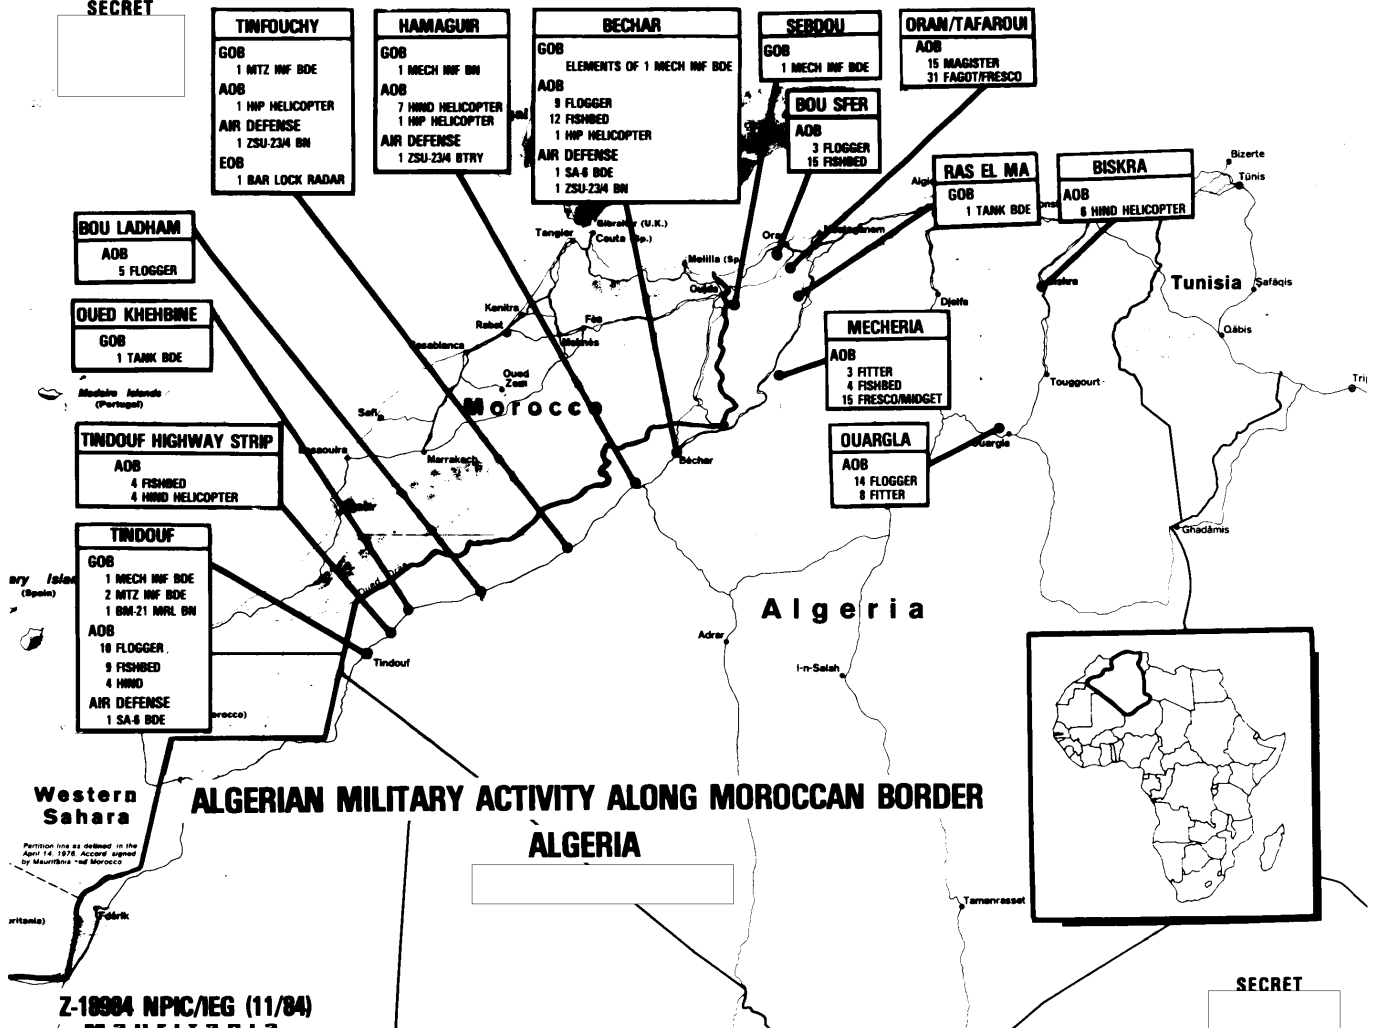 SECRET
TINFOUCHY
GOB
1 MTZ INF BDE
AOB
1 HIP HELICOPTER
AIR DEFENSE
1 ZSU-23/4 BN
EOB
1 BAR LOCK RADAR
HAMAGUIR
GOB
1 MECH INF BN
AOB
7 HIND HELICOPTER
1 HIP HELICOPTER
AIR DEFENSE
1 ZSU-23/4 BTRY
BECHAR
GOB
ELEMENTS OF 1 MECH INF BDE
AOB
9 FLOGGER
12 FISHBED
1 HIP HELICOPTER
AIR DEFENSE
1 SA-6 BDE
1 ZSU-23/4 BN
SEBDOU
GOB
1 MECH INF BDE
BOU SFER
AOB
3 FLOGGER
15 FISHBED
ORAN/TAFAROUI
AOB
15 MAGISTER
31 FAGOT/FRESCO
RAS EL MA
GOB
1 TANK BDE
BISKRA
AOB
6 HIND HELICOPTER
BOU LADHAM
AOB
5 FLOGGER
OUED KHEHBINE
GOB
1 TANK BDE
TINDOUF HIGHWAY STRIP
AOB
4 FISHBED
4 HIND HELICOPTER
TINDOUF
GOB
1 MECH INF BDE
2 MTZ INF BDE
1 BM-21 MRL BN
AOB
10 FLOGGER
9 FISHBED
4 HIND
AIR DEFENSE
1 SA-6 BDE
MECHERIA
AOB
3 FITTER
4 FISHBED
15 FRESCO/MIDGET
OUARGLA
AOB
14 FLOGGER
8 FITTER
Bizerte
Tūnis
Gibraltar (U.K.)
Tangier
Ceuta (Sp.)
Melilla (Sp
Ora
Mostaganem
Oujda
Biskra
Tunisia
Şafāqis
Djelfa
Kenitra
Rabat
Fès
Meknès
Casablanca
Qābis
Oued
Zem
Touggourt
Madeira Islands
(Portugal)
Safi
Morocco
Essaouira
Marrakech
Béchar
Ouargla
Ghadāmis
ary Islan
(Spain)
Oued Draa
Algeria
Adrar
I-n-Salah
Tindouf
orocco)
Western
Sahara
Partition line as defined in the
April 14, 1976, Accord signed
by Mauritania and Morocco
ALGERIAN MILITARY ACTIVITY ALONG MOROCCAN BORDER
ALGERIA
Tamanrasset
Fdérik
uritania)
SECRET
Z-18984 NPIC/IEG (11/84)
Mauritania